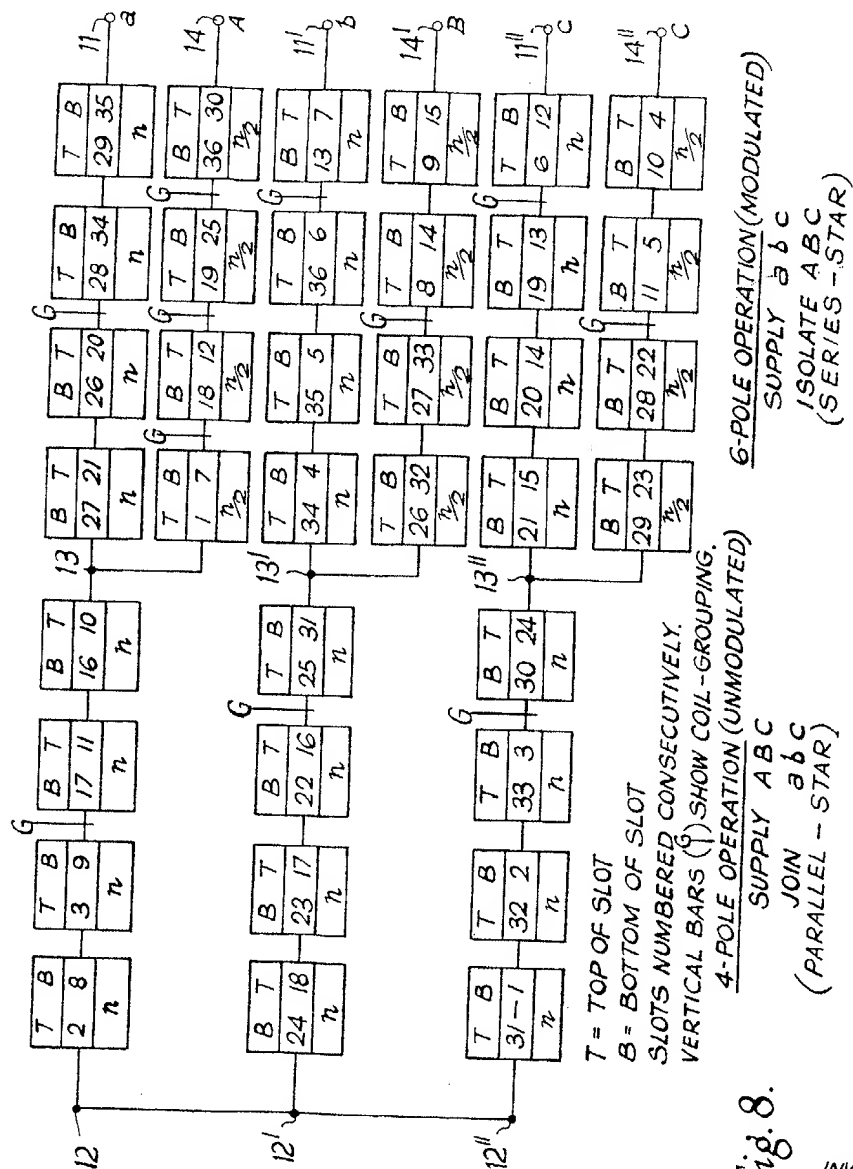 12
T B
2 8
n
T B
3 9
n
G
B T
17 11
n
B T
16 10
n
13
B T
27 21
n
B T
26 20
n
G
T B
28 34
n
T B
29 35
n
11
a
T B
1 7
n/2
G
B T
18 12
n/2
G
T B
19 25
n/2
G
B T
36 30
n/2
14
A
12'
B T
24 18
n
B T
23 17
n
B T
22 16
n
G
T B
25 31
n
13'
T B
34 4
n
T B
35 5
n
T B
36 6
n
G
B T
13 7
n
11'
b
T B
26 32
n/2
T B
27 33
n/2
G
T B
8 14
n/2
T B
9 15
n/2
14'
B
12"
T B
31-1
n
T B
32 2
n
T B
33 3
n
G
B T
30 24
n
13"
B T
21 15
n
B T
20 14
n
B T
19 13
n
G
T B
6 12
n
11"
c
B T
29 23
n/2
B T
28 22
n/2
G
B T
11 5
n/2
B T
10 4
n/2
14"
C
T = TOP OF SLOT
B = BOTTOM OF SLOT
SLOTS NUMBERED CONSECUTIVELY.
VERTICAL BARS (G) SHOW COIL-GROUPING.
4-POLE OPERATION (UNMODULATED)
SUPPLY ABC
JOIN abc
(PARALLEL - STAR)
6-POLE OPERATION (MODULATED)
SUPPLY abc
ISOLATE ABC
(SERIES-STAR)
ig. 8.